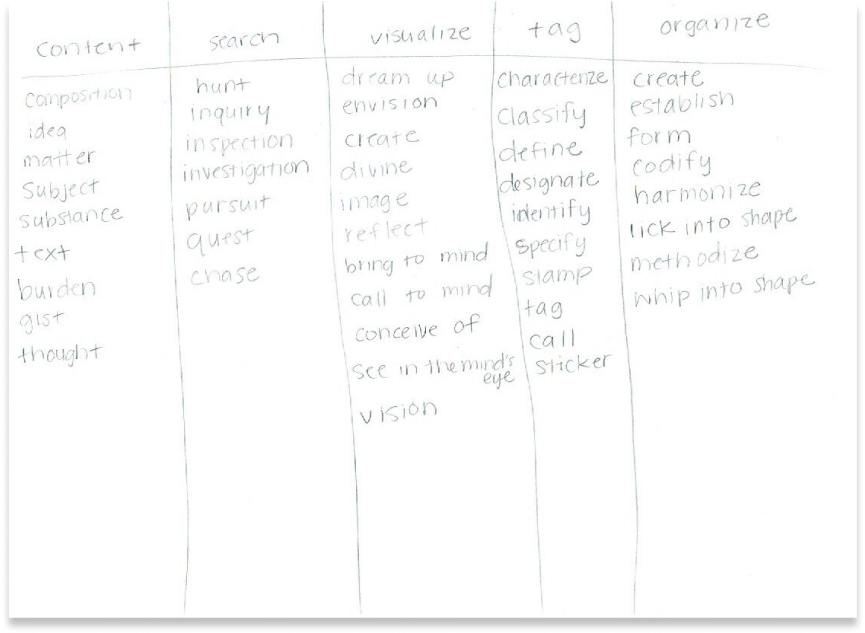 content
composition
idea
matter
Subject
substance
text
burden
gist
thought
search
hunt
inquiry
inspection
investigation
pursuit
quest
chase
visualize
dream up
envision
create
divine
image
reflect
bring to mind
call to mind
conceive of
see in the mind's
eye
vision
tag
characterize
classify
define
designate
identify
specify
stamp
tag
call
sticker
organize
create
establish
form
codify
harmonize
lick into shape
methodize
whip into shape